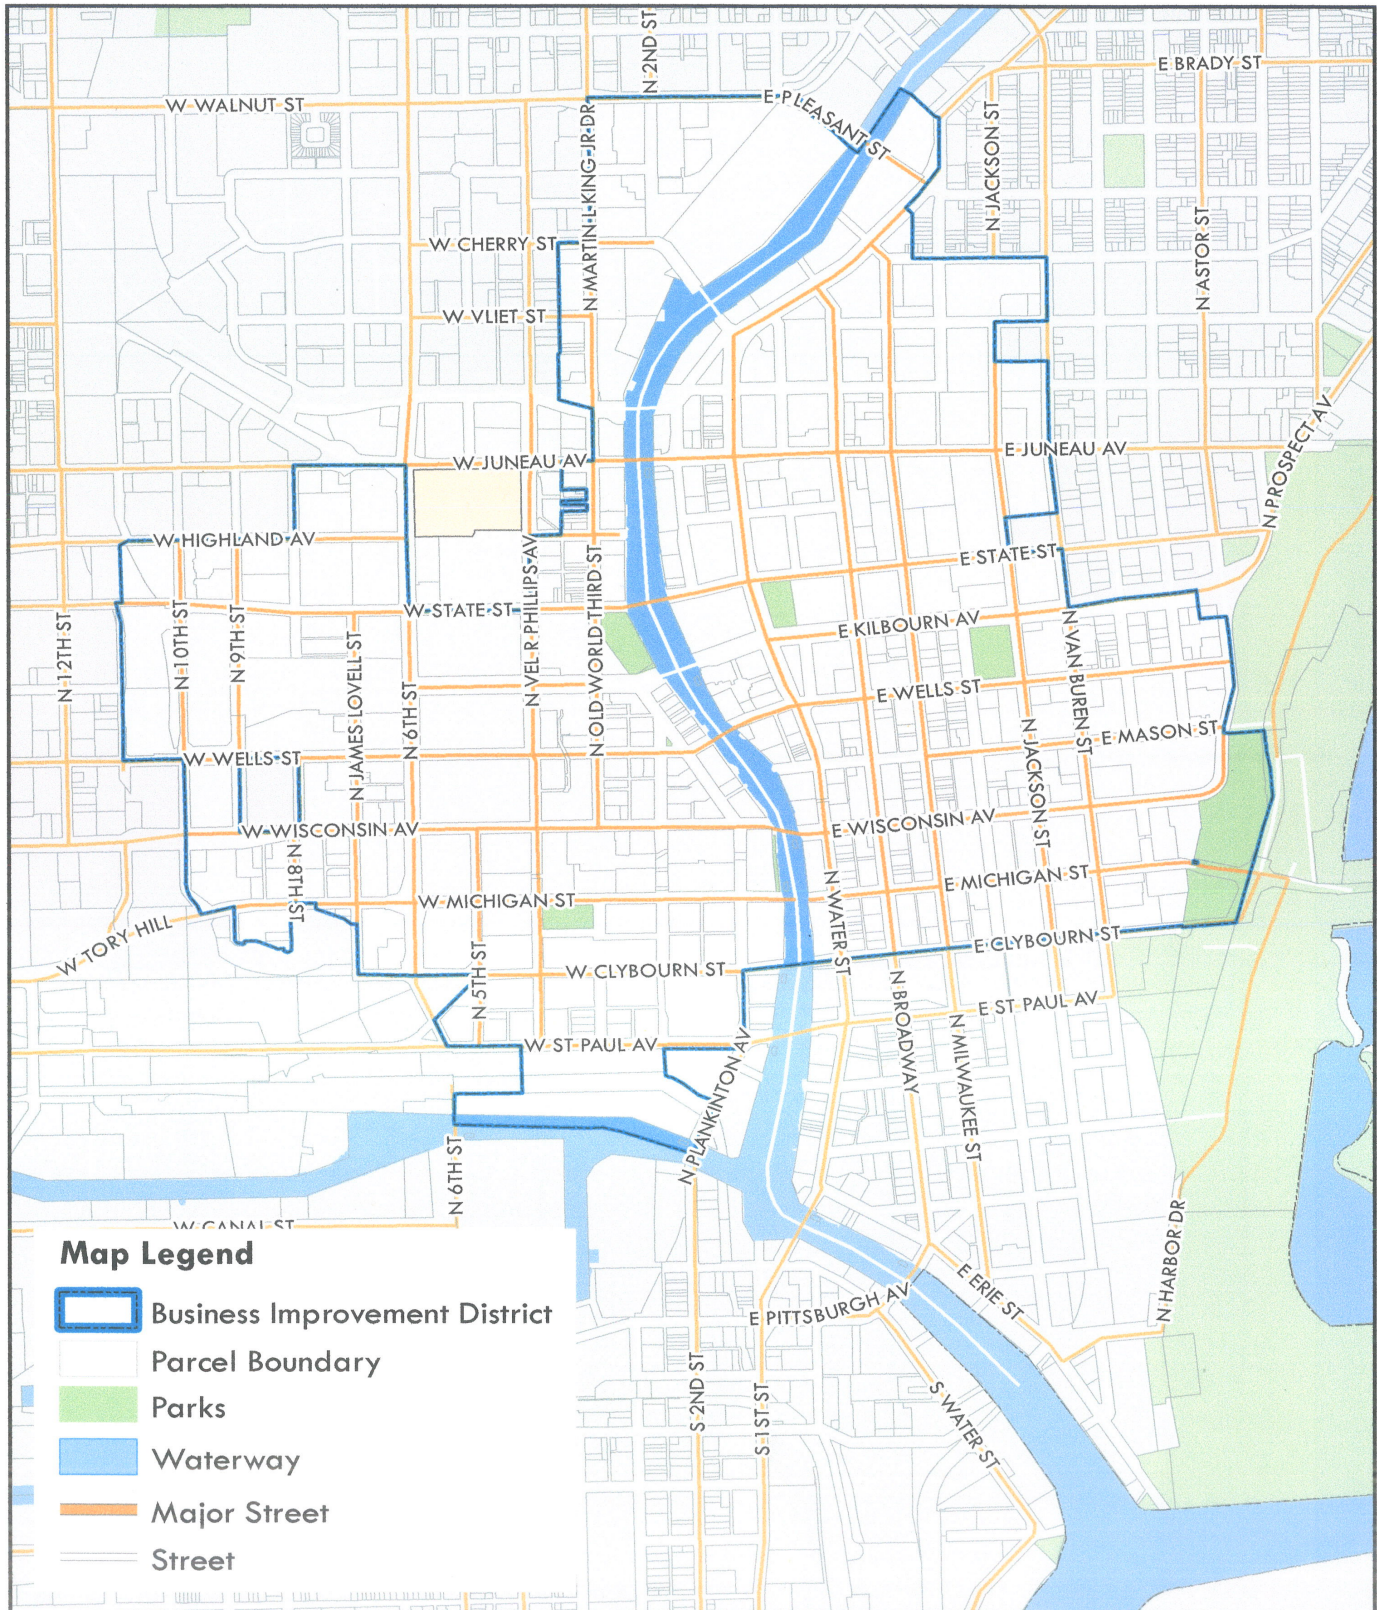 N 2ND ST
E BRADY ST
W WALNUT ST
E PLEASANT ST
N MARTIN L KING JR DR
N JACKSON ST
N ASTOR ST
W CHERRY ST
W VLIET ST
N PROSPECT AV
W JUNEAU AV
E JUNEAU AV
W HIGHLAND AV
E STATE ST
W STATE ST
N VEL R PHILLIPS AV
N OLD WORLD THIRD ST
N 12TH ST
N 10TH ST
N 9TH ST
N JAMES LOVELL ST
N 6TH ST
E KILBOURN AV
N VAN BUREN ST
E WELLS ST
E MASON ST
N JACKSON ST
W WELLS ST
W WISCONSIN AV
E WISCONSIN AV
N 8TH ST
N WATER ST
E MICHIGAN ST
W MICHIGAN ST
W TORY HILL
E CLYBOURN ST
W CLYBOURN ST
N 5TH ST
N BROADWAY
E ST PAUL AV
N MILWAUKEE ST
W ST PAUL AV
N PLANKINTON AV
N 6TH ST
W CANAL ST
N HARBOR DR
E ERIE ST
E PITTSBURGH AV
S 2ND ST
S 1ST ST
S WATER ST
Map Legend
Business Improvement District
Parcel Boundary
Parks
Waterway
Major Street
Street